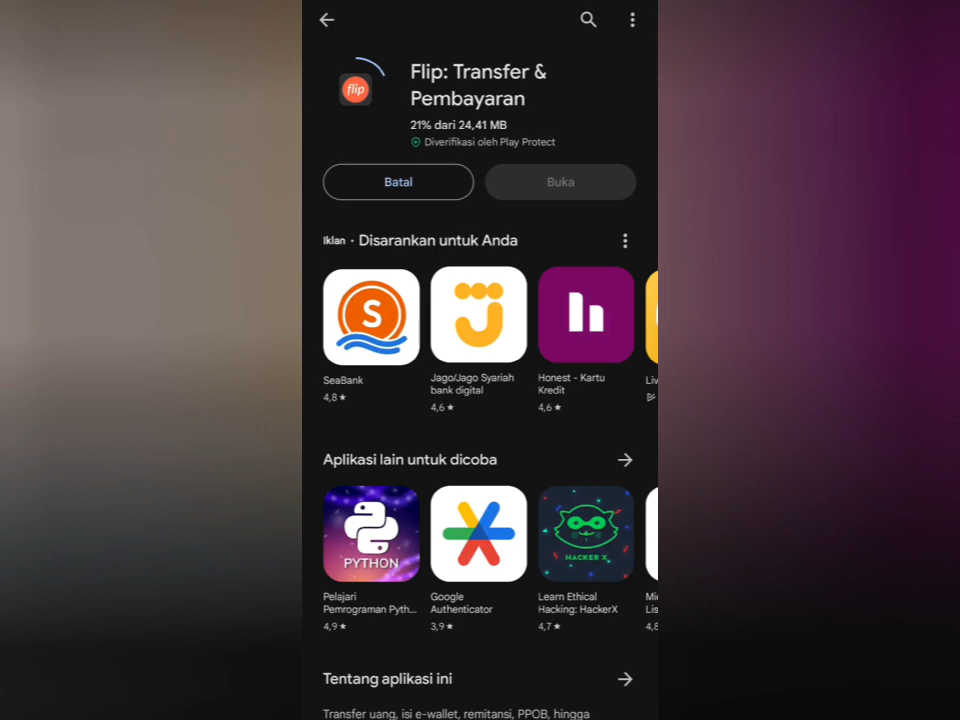 flip
Flip: Transfer &
Pembayaran
21% dari 24,41 MB
Diverifikasi oleh Play Protect
Batal
Buka
Iklan · Disarankan untuk Anda
S
SeaBank
4,8 ★
Jago/Jago Syariah
bank digital
4,6 ★
Honest - Kartu
Kredit
4,6 ★
Aplikasi lain untuk dicoba
PYTHON
Pelajari
Pemrograman Pyth...
4,9 ★
Google
Authenticator
3,9 ★
HACKER X
Learn Ethical
Hacking: HackerX
4,7 ★
4,8
Tentang aplikasi ini
Transfer uang, isi e-wallet, remitansi, PPOB, hingga